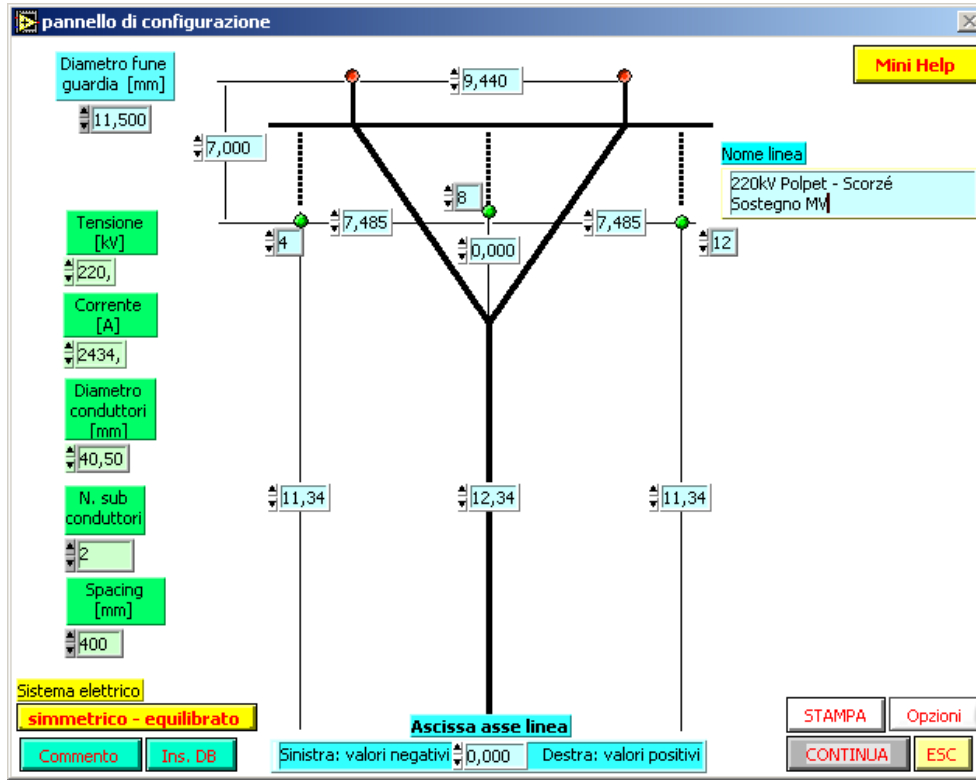 pannello di configurazione
Diametro fune
guardia [mm]
11,500
9,440
Mini Help
7,000
Nome linea
220kV Polpet - Scorzé
Sostegno MV
8
Tensione
[kV]
220,
4
7,485
0,000
7,485
12
Corrente
[A]
2434,
Diametro
conduttori
[mm]
40,50
N. sub
conduttori
2
11,34
12,34
11,34
Spacing
[mm]
400
Sistema elettrico
simmetrico - equilibrato
Commento
Ins. DB
Ascissa asse linea
Sinistra: valori negativi
0,000
Destra: valori positivi
STAMPA
Opzioni
CONTINUA
ESC